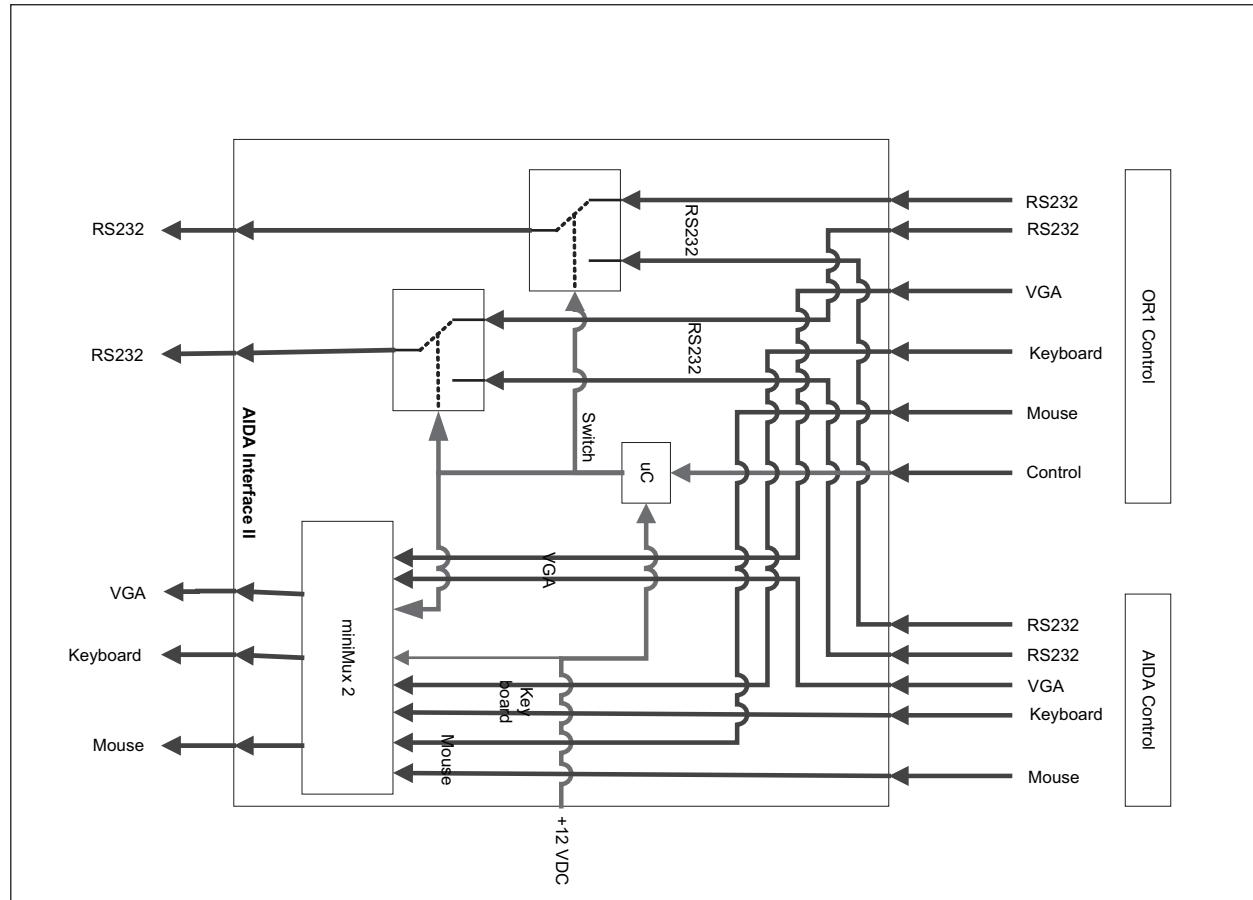 RS232
RS232
VGA
Keyboard
Mouse
Control
OR1 Control
RS232
RS232
VGA
Keyboard
Mouse
AIDA Control
RS232
RS232
Switch
uC
VGA
Key
board
Mouse
+12 VDC
miniMux 2
AIDA Interface II
RS232
RS232
VGA
Keyboard
Mouse